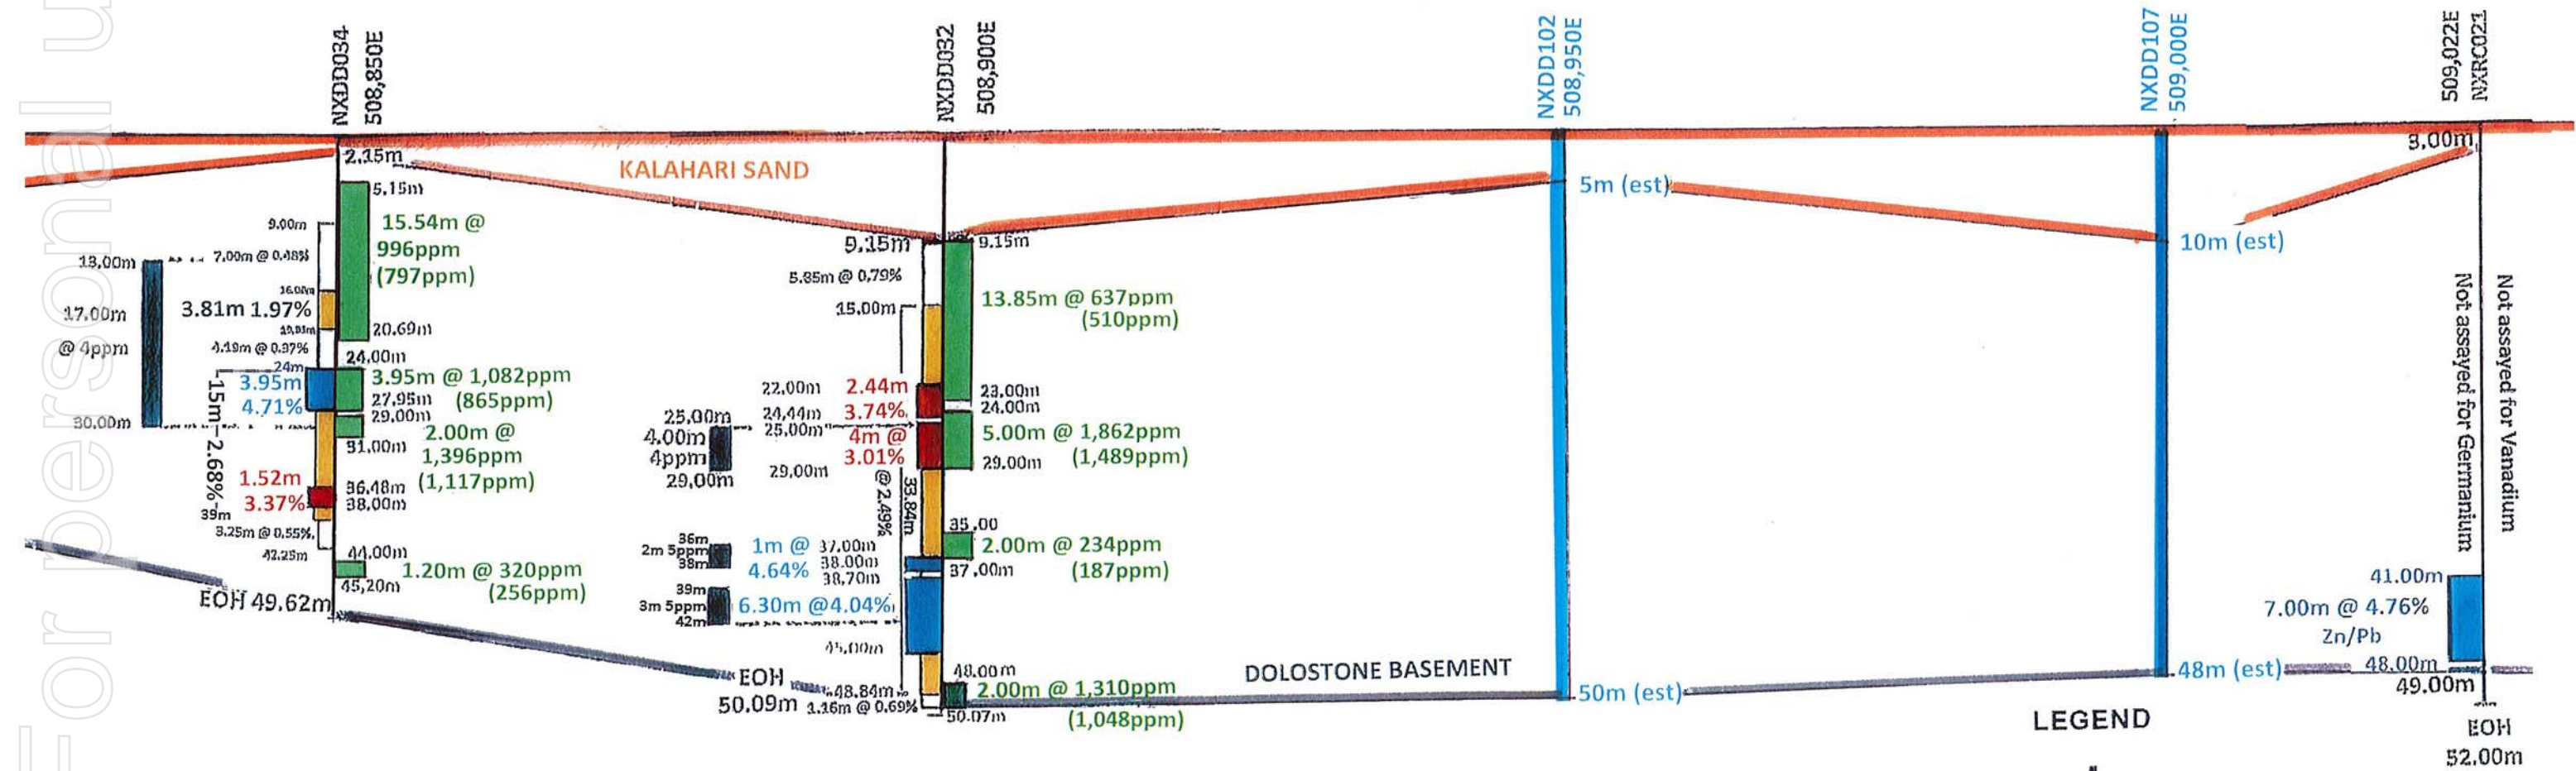 For personal u
NXDD034
508,850E
NXDD032
508,900E
NXDD102
508,950E
NXDD107
509,000E
509,022E
NXRC021
KALAHARI SAND
2.15m
5.15m
9.00m
15.54m @
996ppm
(797ppm)
7.00m @ 0.48%
13.00m
16.00m
17.00m
@ 4ppm
3.81m 1.97%
20.69m
4.19m @ 0.37%
24.00m
24m
3.95m
4.71%
3.95m @ 1,082ppm
(865ppm)
27.95m
29.00m
30.00m
15m–2.68%
31.00m
2.00m @
1,396ppm
(1,117ppm)
1.52m
3.37%
36.48m
38.00m
39m
3.25m @ 0.55%
42.25m
44.00m
1.20m @ 320ppm
(256ppm)
45,20m
EOH 49.62m
9.15m
9.15m
5.85m @ 0.79%
15.00m
13.85m @ 637ppm
(510ppm)
22.00m
2.44m
3.74%
23.00m
24.00m
24,44m
25,00m
25.00m
4.00m
4ppm
29,00m
4m @
3.01%
29,00m
5.00m @ 1,862ppm
(1,489ppm)
29.00m
33.84m
@ 2.49%
35.00
2.00m @ 234ppm
(187ppm)
37,00m
36m
2m 5ppm
38m
1m @
4.64%
37.00m
38.00m
38,70m
39m
3m 5ppm
42m
6.30m @4.04%
45.00m
EOH
50.09m
48.84m
1.16m @ 0.69%
48.00m
2.00m @ 1,310ppm
(1,048ppm)
50.07m
DOLOSTONE BASEMENT
5m (est)
50m (est)
10m (est)
48m (est)
3.00m
Not assayed for Germanium
Not assayed for Vanadium
41.00m
7.00m @ 4.76%
Zn/Pb
48.00m
49.00m
EOH
52.00m
LEGEND